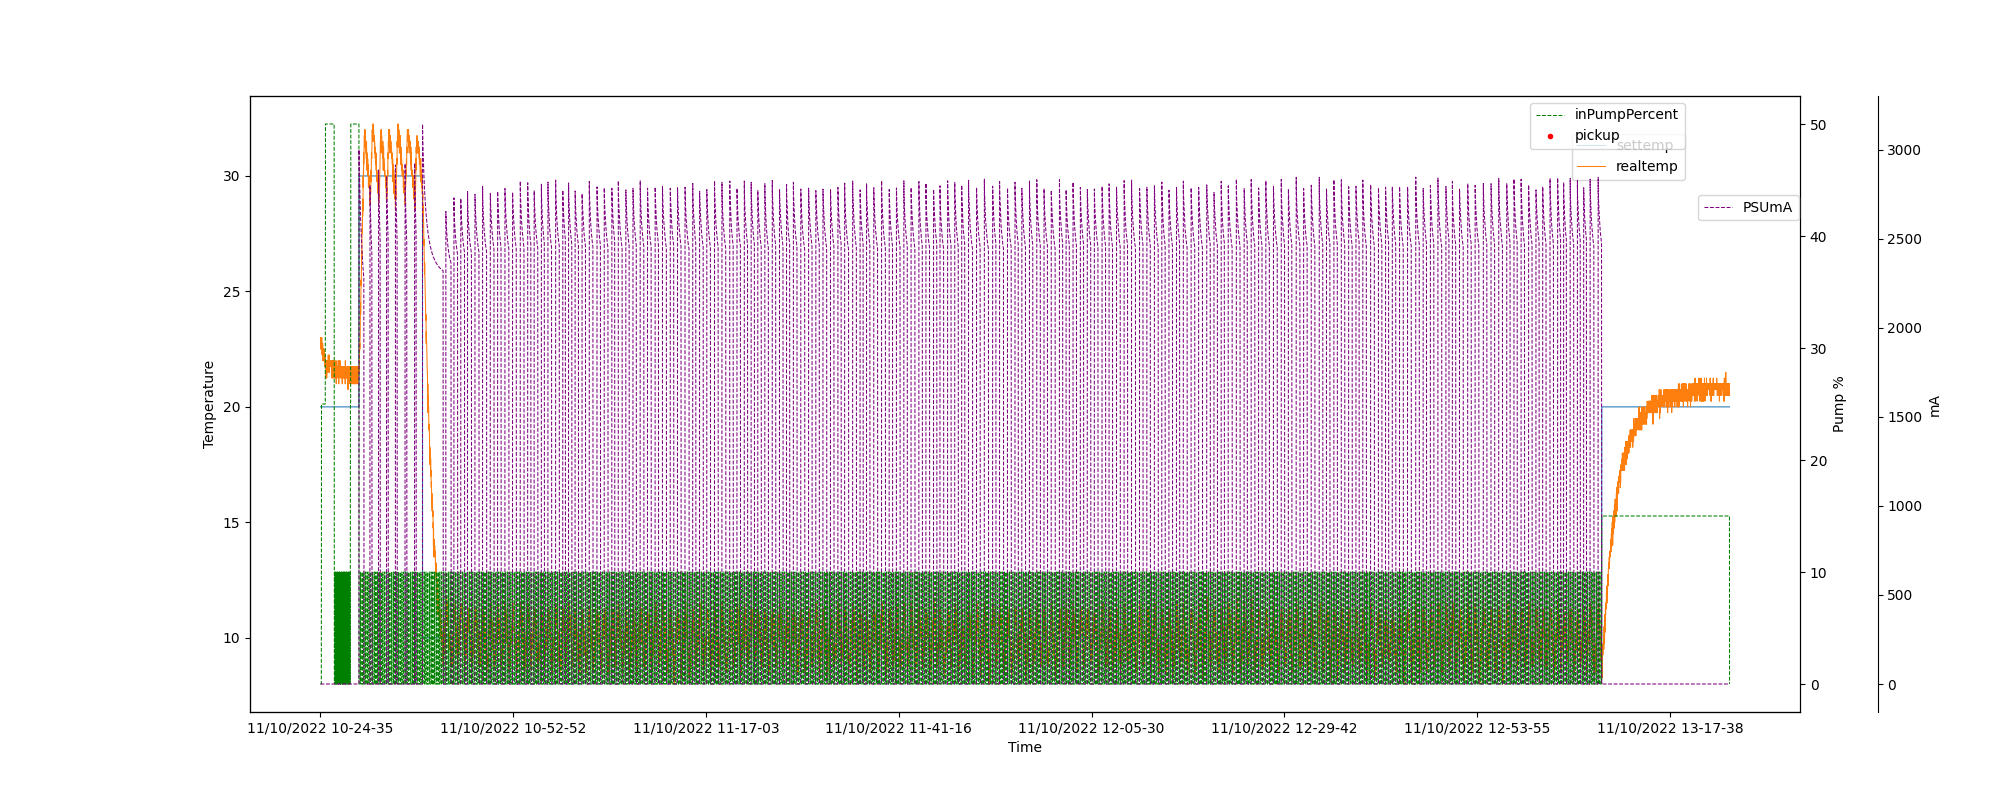 inPumpPercent
pickup
settemp
realtemp
PSUmA
30
25
20
15
10
Temperature
50
40
30
20
10
0
Pump %
3000
2500
2000
1500
1000
500
0
mA
11/10/2022 10-24-35
11/10/2022 10-52-52
11/10/2022 11-17-03
11/10/2022 11-41-16
11/10/2022 12-05-30
11/10/2022 12-29-42
11/10/2022 12-53-55
11/10/2022 13-17-38
Time